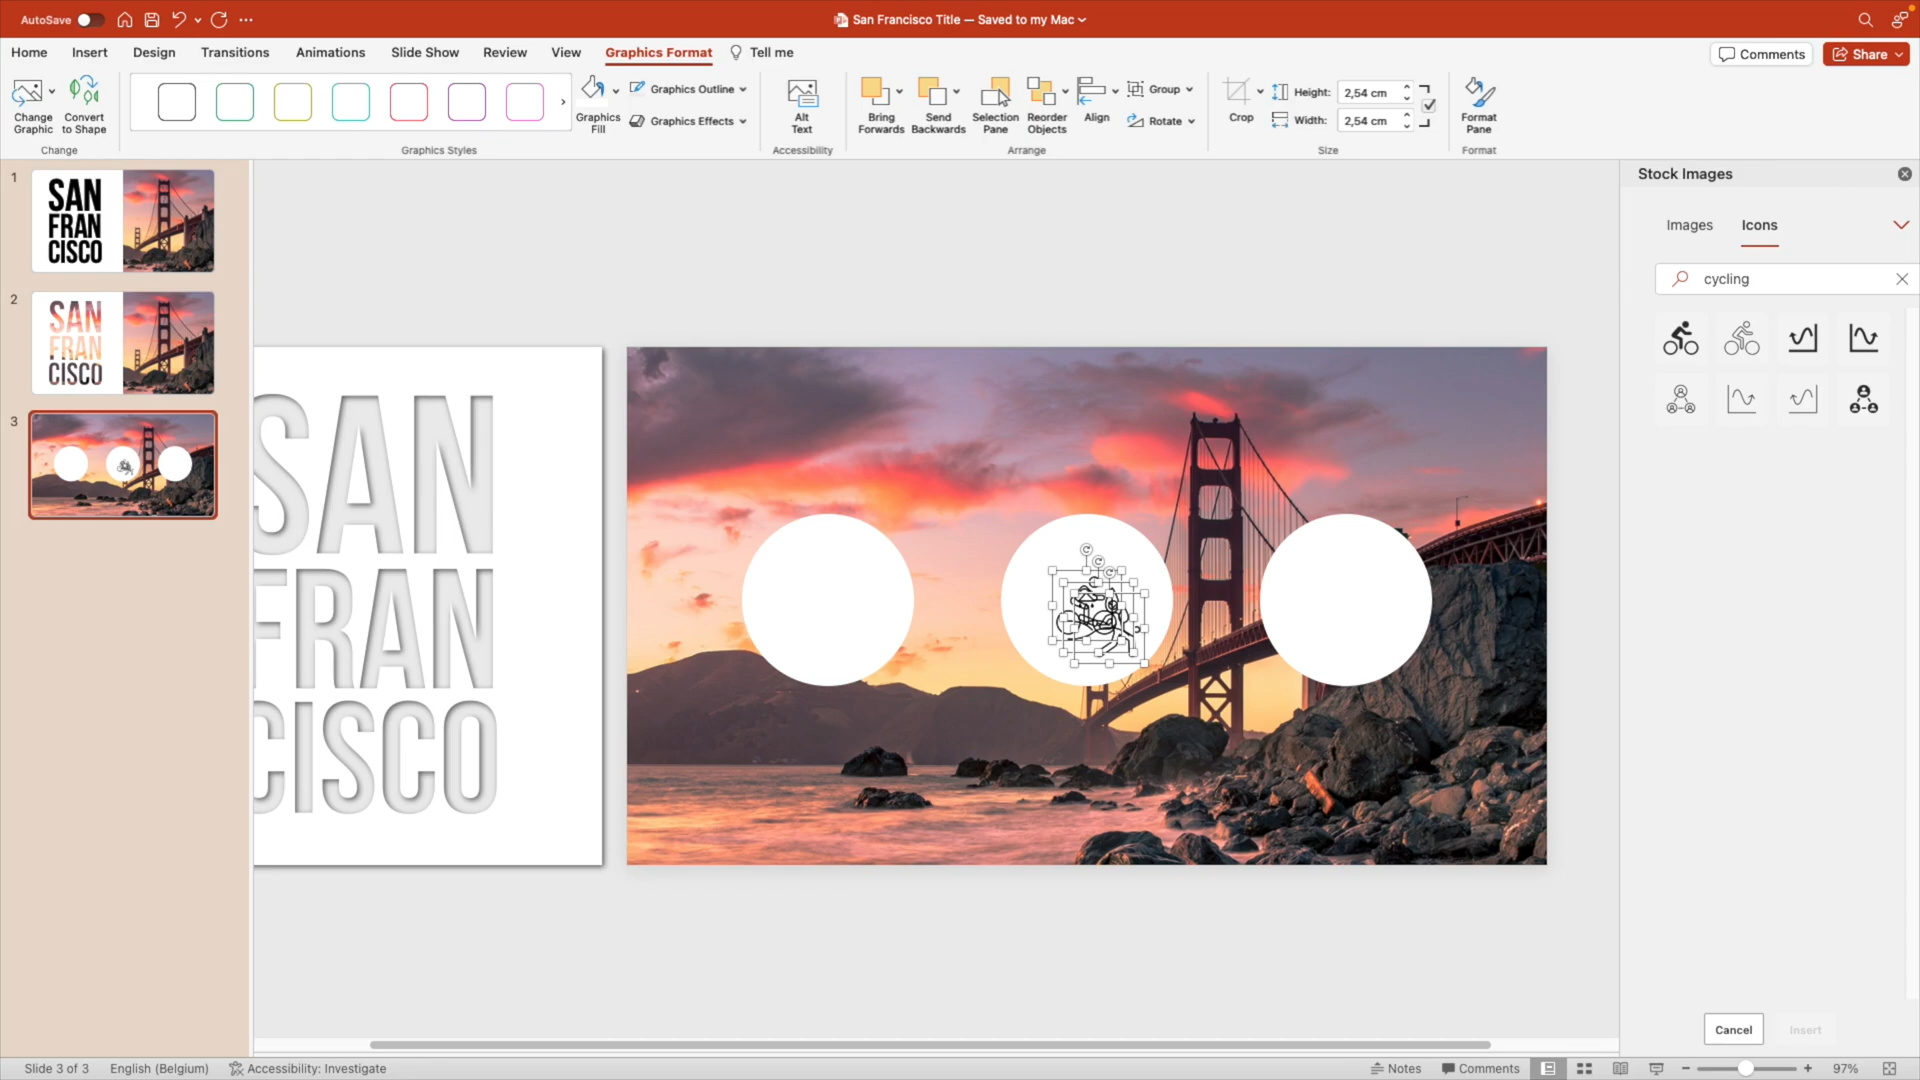 AutoSave
San Francisco Title — Saved to my Mac
Home Insert Design Transitions Animations Slide Show Review View Graphics Format Tell me
Comments Share
Change Graphic
Convert to Shape
Graphics Fill
Graphics Outline
Graphics Effects
Alt Text
Bring Forwards
Send Backwards
Selection Pane
Reorder Objects
Align
Group
Rotate
Crop
Height: 2,54 cm
Width: 2,54 cm
Format Pane
Change Graphics Styles Accessibility Arrange Size Format
1
SAN
FRAN
CISCO
2
SAN
FRAN
CISCO
3
SAN
FRAN
CISCO
Stock Images
Images Icons
cycling
Cancel Insert
Slide 3 of 3 English (Belgium) Accessibility: Investigate Notes Comments 97%